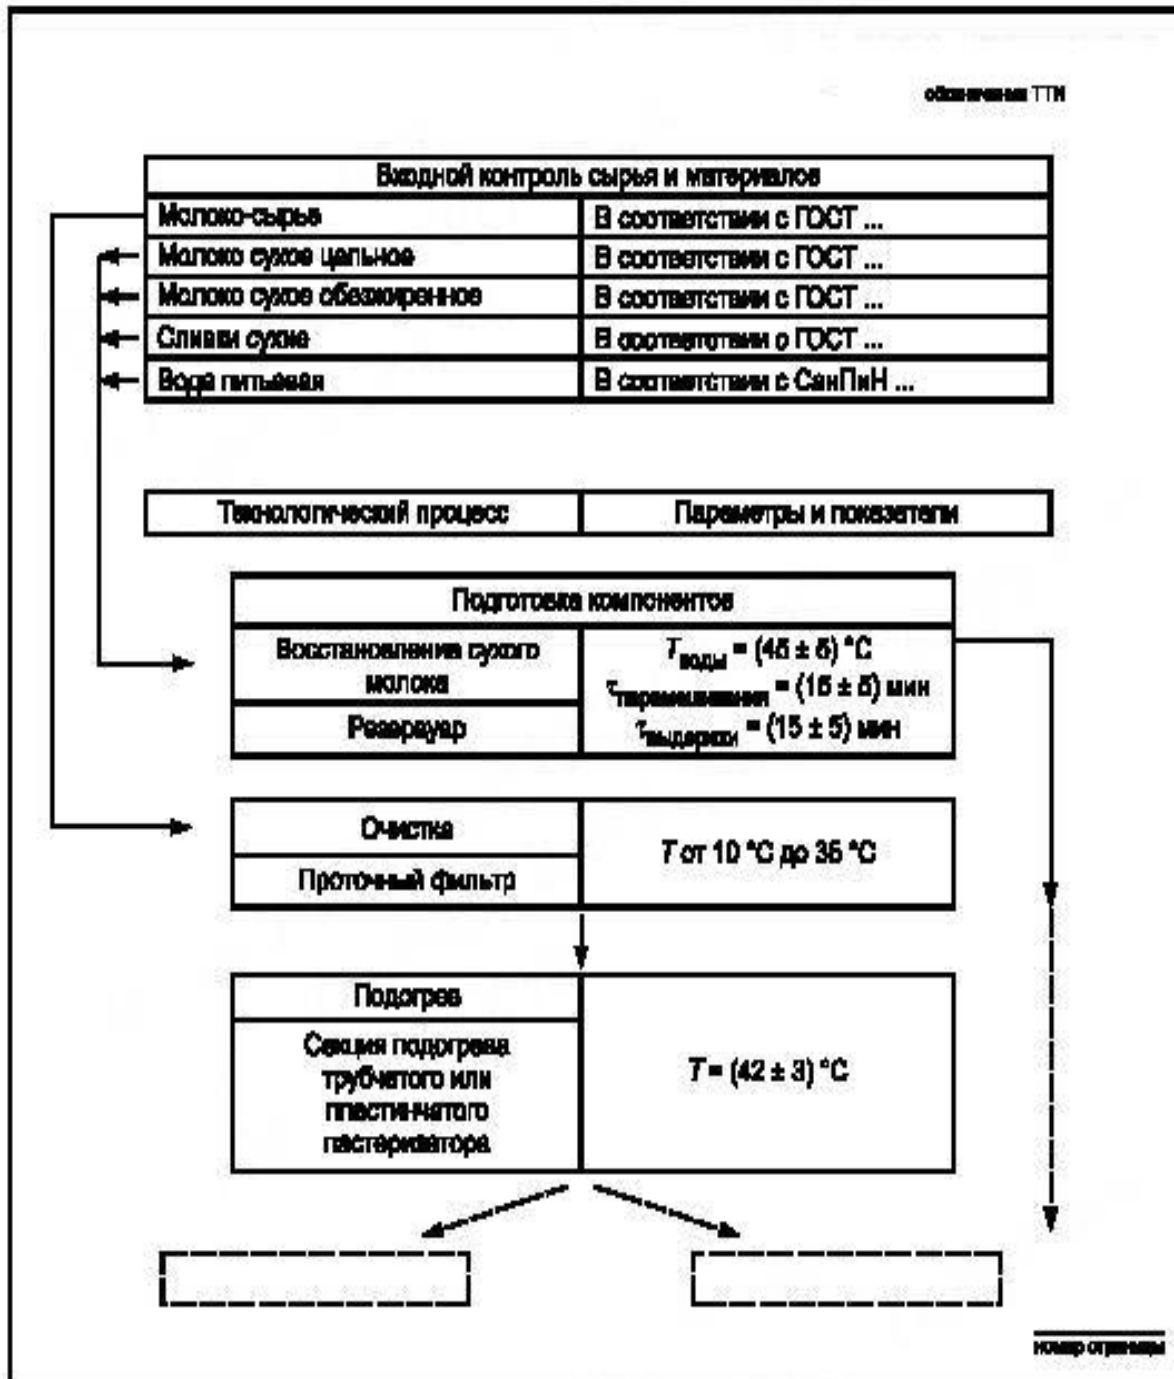 обозначение ТТИ
Входной контроль сырья и материалов
Молоко-сырье
В соответствии с ГОСТ ...
Молоко сухое цельное
В соответствии с ГОСТ ...
Молоко сухое обезжиренное
В соответствии с ГОСТ ...
Сливки сухие
В соответствии с ГОСТ ...
Вода питьевая
В соответствии с СанПиН ...
Технологический процесс
Параметры и показатели
Подготовка компонентов
Восстановление сухого
молока
Резервуар
Tводы = (45 ± 5) °C
τперемешивания = (15 ± 5) мин
τвыдержки = (15 ± 5) мин
Очистка
Проточный фильтр
T от 10 °C до 35 °C
Подогрев
Секция подогрева
трубчатого или
пластинчатого
пастеризатора
T = (42 ± 3) °C
номер страницы